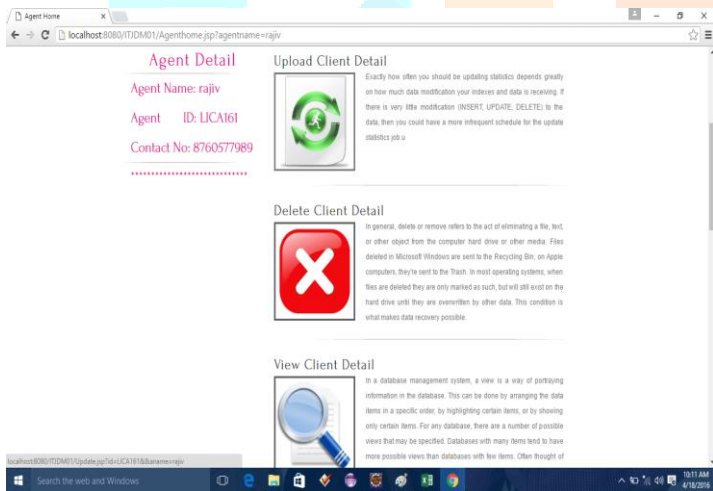 Agent Home
localhost:8080/ITJDM01/Agenthome.jsp?agentname=rajiv
Agent Detail
Agent Name: rajiv
Agent ID: LICA161
Contact No: 8760577989
Upload Client Detail
Exactly how often you should be updating statistics depends greatly
on how much data modification your indexes and data is receiving. If
there is very little modification (INSERT, UPDATE, DELETE) to the
data, then you could have a more infrequent schedule for the update
statistics job.u
Delete Client Detail
In general, delete or remove refers to the act of eliminating a file, text,
or other object from the computer hard drive or other media. Files
deleted in Microsoft Windows are sent to the Recycling Bin, on Apple
computers, they're sent to the Trash. In most operating systems, when
files are deleted they are only marked as such, but will still exist on the
hard drive until they are overwritten by other data. This condition is
what makes data recovery possible.
View Client Detail
In a database management system, a view is a way of portraying
information in the database. This can be done by arranging the data
items in a specific order, by highlighting certain items, or by showing
only certain items. For any database, there are a number of possible
views that may be specified. Databases with many items tend to have
more possible views than databases with few items. Often thought of
localhost:8080/ITJDM01/Update.jsp?id=LICA161&&aname=rajiv
Search the web and Windows
10:11 AM
4/18/2016